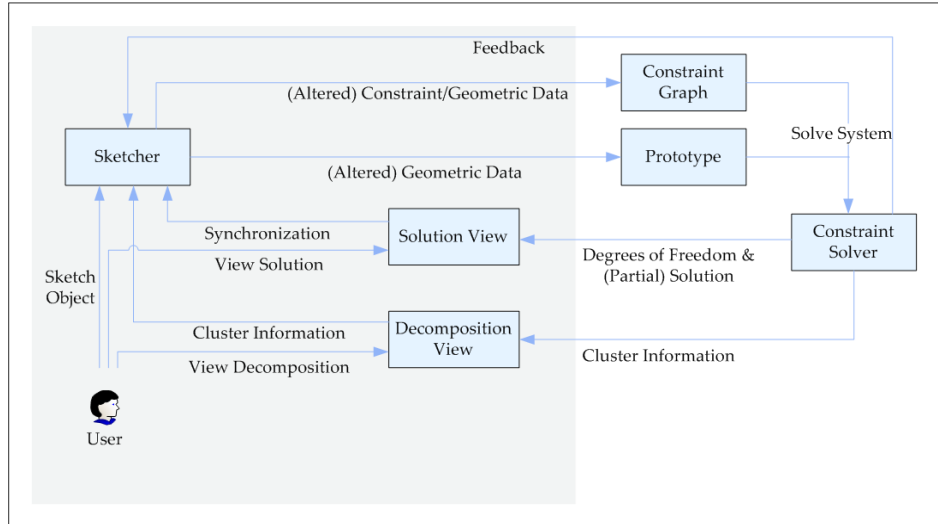 Feedback
Constraint
Graph
(Altered) Constraint/Geometric Data
Solve System
Sketcher
Prototype
(Altered) Geometric Data
Synchronization
Solution View
Constraint
Solver
View Solution
Degrees of Freedom &
(Partial) Solution
Sketch
Object
Cluster Information
Decomposition
View
Cluster Information
View Decomposition
User